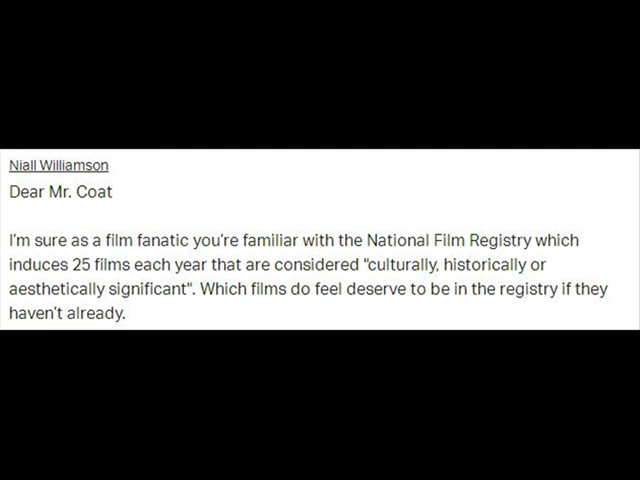 Niall Williamson
Dear Mr. Coat
I'm sure as a film fanatic you're familiar with the National Film Registry which
induces 25 films each year that are considered "culturally, historically or
aesthetically significant". Which films do feel deserve to be in the registry if they
haven't already.